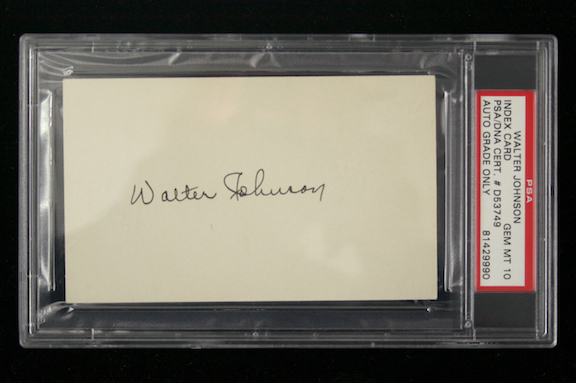 Walter Johnson
PSA
WALTER JOHNSON
INDEX CARD GEM MT 10
PSA/DNA CERT. # D53749
AUTO GRADE ONLY 81429990